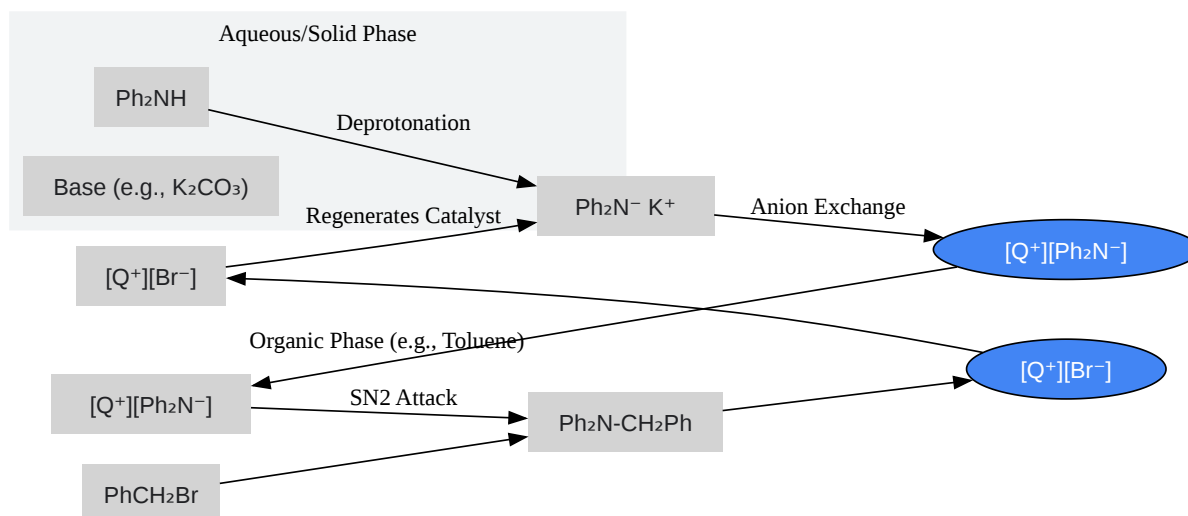 Aqueous/Solid Phase
Ph₂NH
Deprotonation
Base (e.g., K₂CO₃)
Ph₂N⁻ K⁺
Anion Exchange
Regenerates Catalyst
[Q⁺][Ph₂N⁻]
[Q⁺][Br⁻]
Organic Phase (e.g., Toluene)
[Q⁺][Br⁻]
[Q⁺][Ph₂N⁻]
SN2 Attack
Ph₂N-CH₂Ph
PhCH₂Br